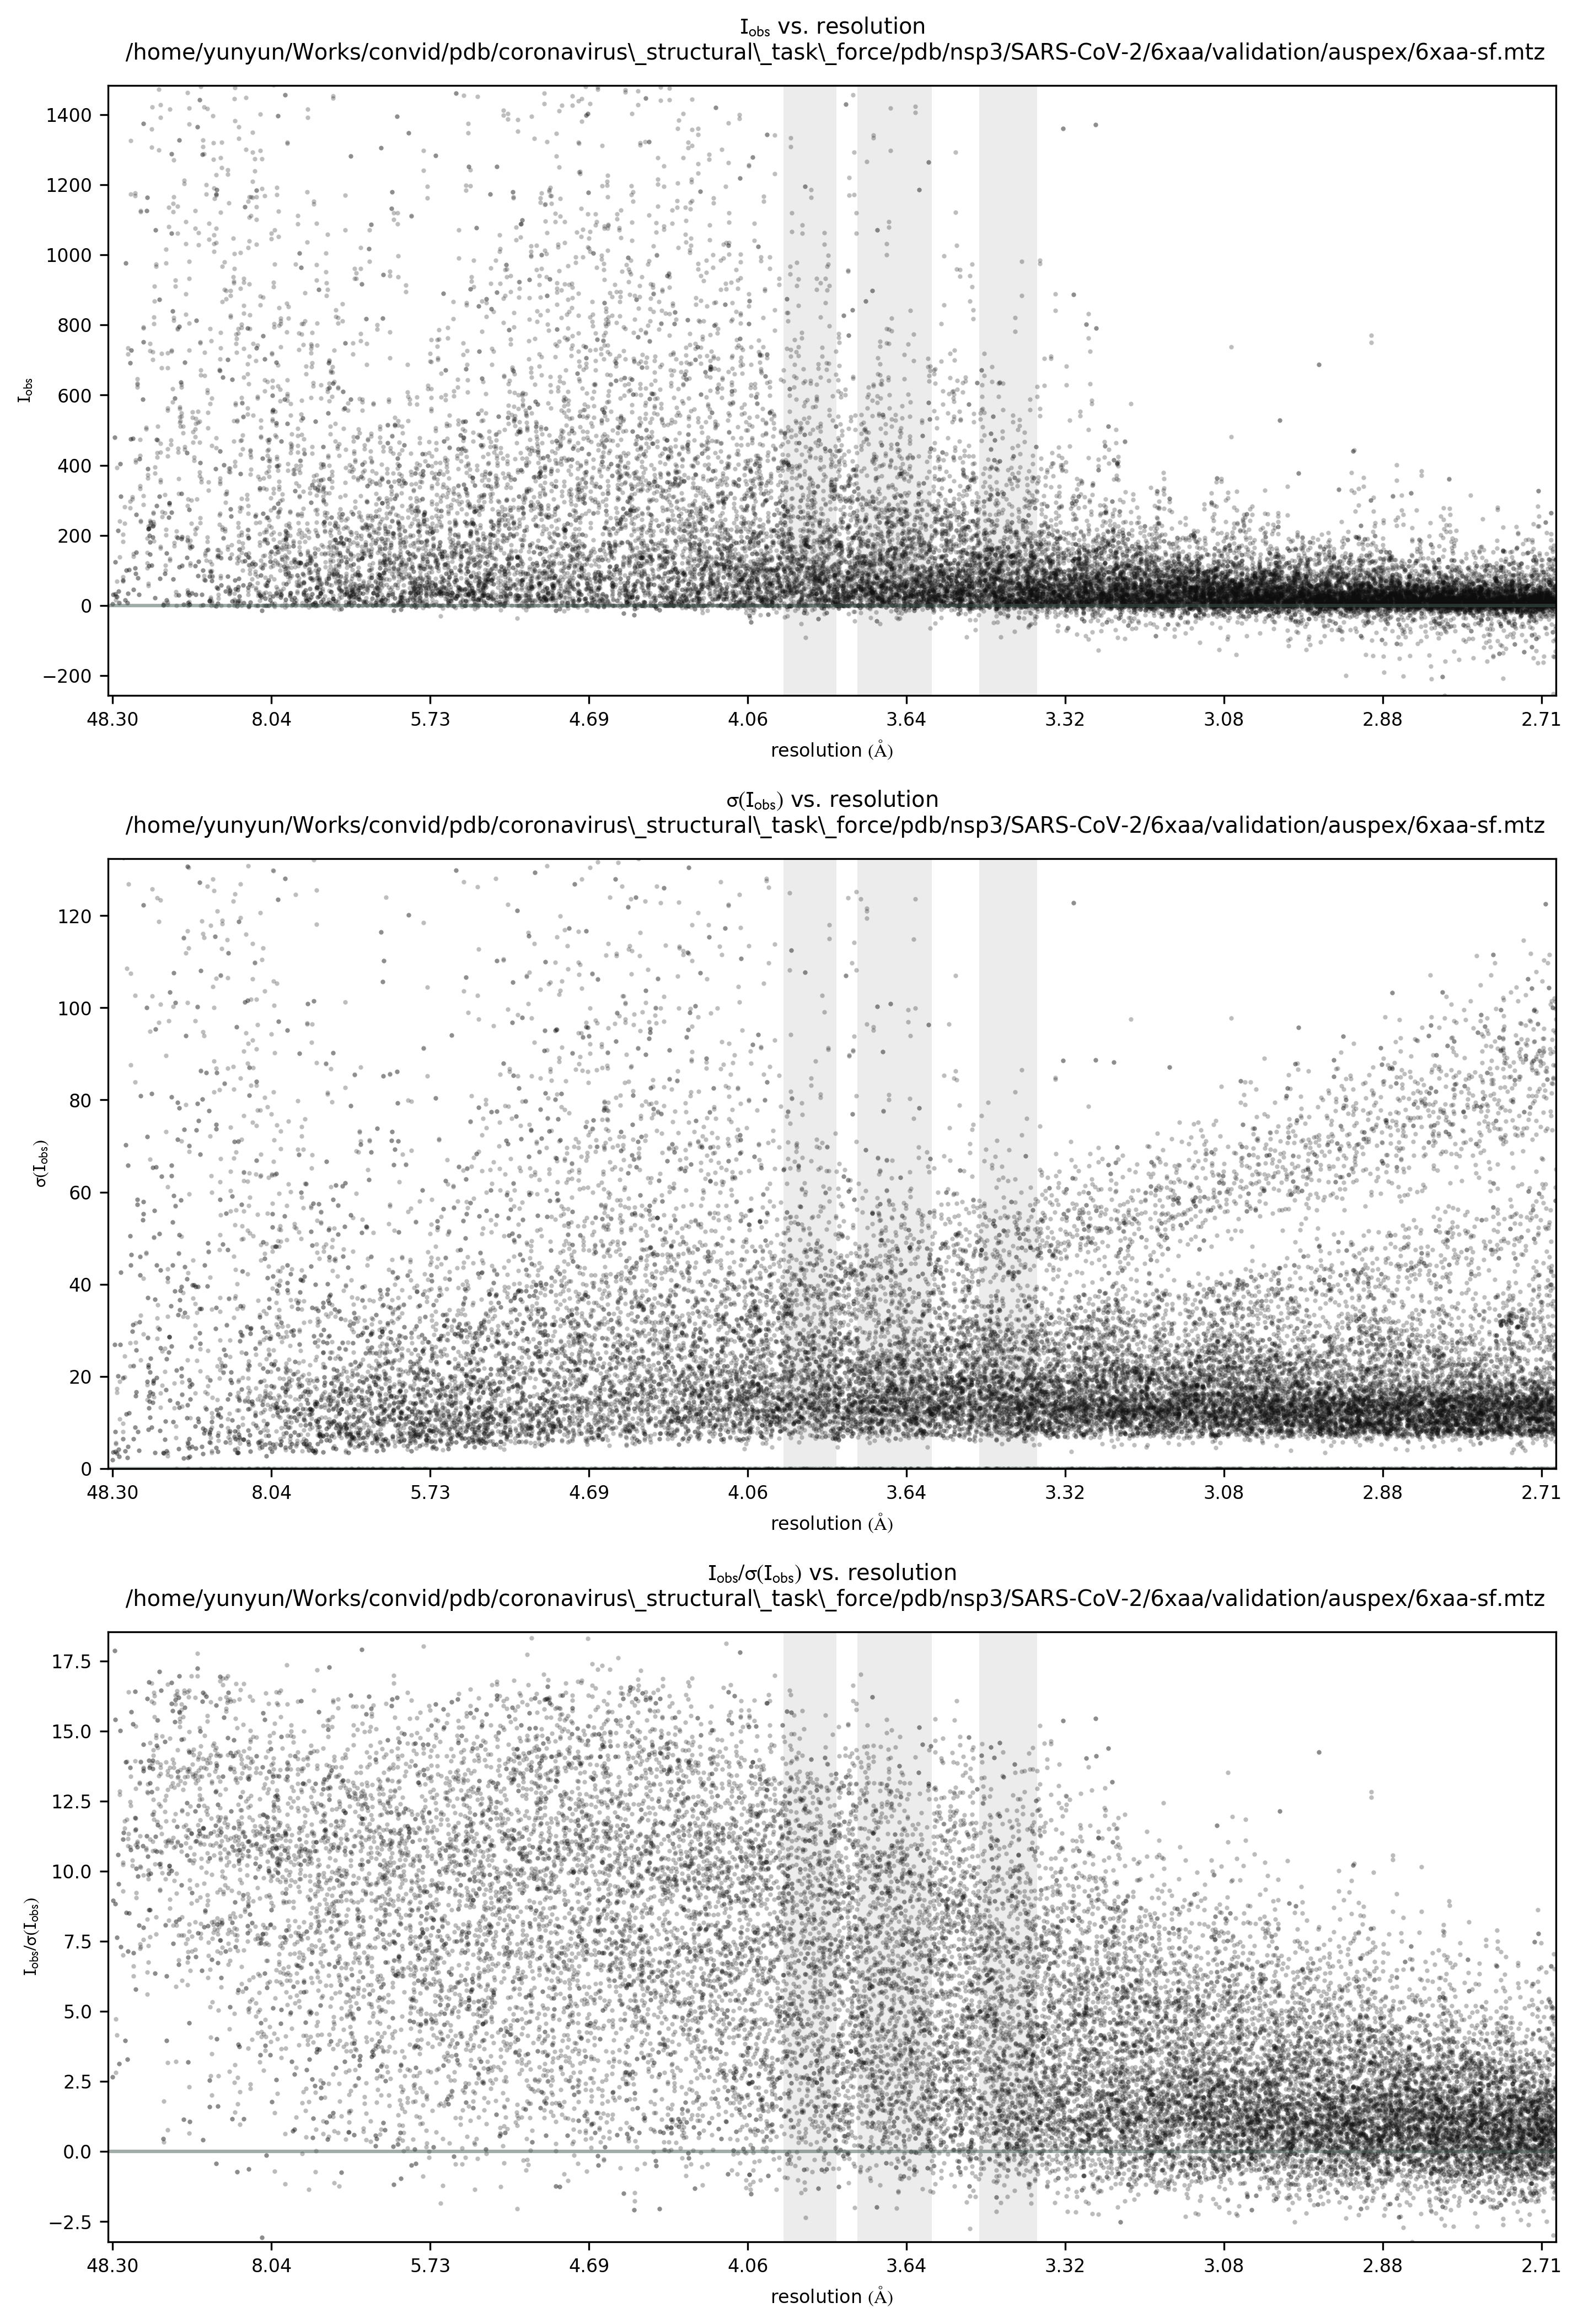 Iobs vs. resolution
/home/yunyun/Works/convid/pdb/coronavirus\_structural\_task\_force/pdb/nsp3/SARS-CoV-2/6xaa/validation/auspex/6xaa-sf.mtz
1400
1200
1000
800
600
400
200
0
−200
Iobs
48.30 8.04 5.73 4.69 4.06 3.64 3.32 3.08 2.88 2.71
resolution (Å)
σ(Iobs) vs. resolution
/home/yunyun/Works/convid/pdb/coronavirus\_structural\_task\_force/pdb/nsp3/SARS-CoV-2/6xaa/validation/auspex/6xaa-sf.mtz
120
100
80
60
40
20
0
σ(Iobs)
48.30 8.04 5.73 4.69 4.06 3.64 3.32 3.08 2.88 2.71
resolution (Å)
Iobs/σ(Iobs) vs. resolution
/home/yunyun/Works/convid/pdb/coronavirus\_structural\_task\_force/pdb/nsp3/SARS-CoV-2/6xaa/validation/auspex/6xaa-sf.mtz
17.5
15.0
12.5
10.0
7.5
5.0
2.5
0.0
−2.5
Iobs/σ(Iobs)
48.30 8.04 5.73 4.69 4.06 3.64 3.32 3.08 2.88 2.71
resolution (Å)